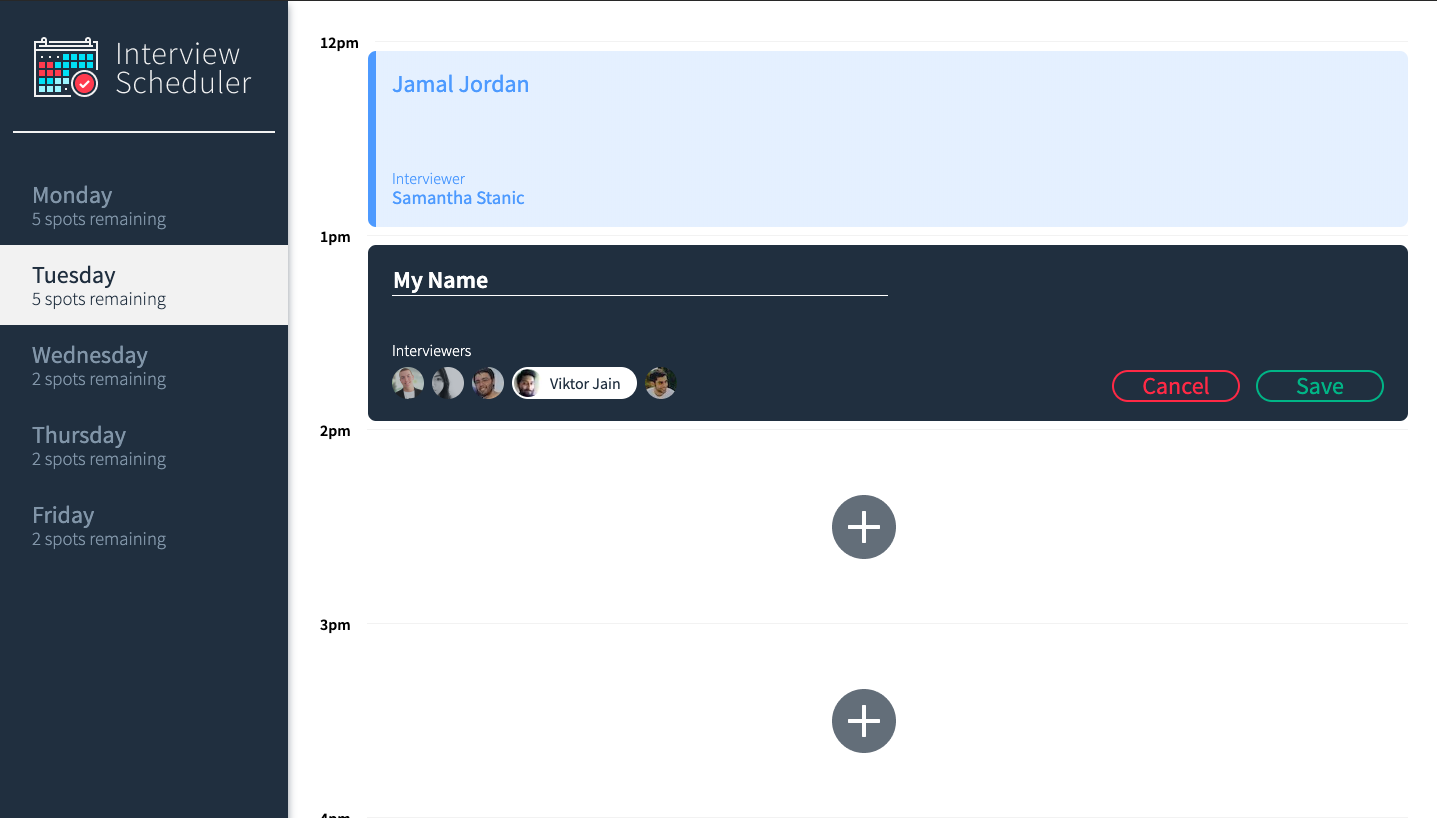 Interview
Scheduler
Monday
5 spots remaining
Tuesday
5 spots remaining
Wednesday
2 spots remaining
Thursday
2 spots remaining
Friday
2 spots remaining
12pm
Jamal Jordan
Interviewer
Samantha Stanic
1pm
My Name
Interviewers
Viktor Jain
Cancel
Save
2pm
3pm
4pm